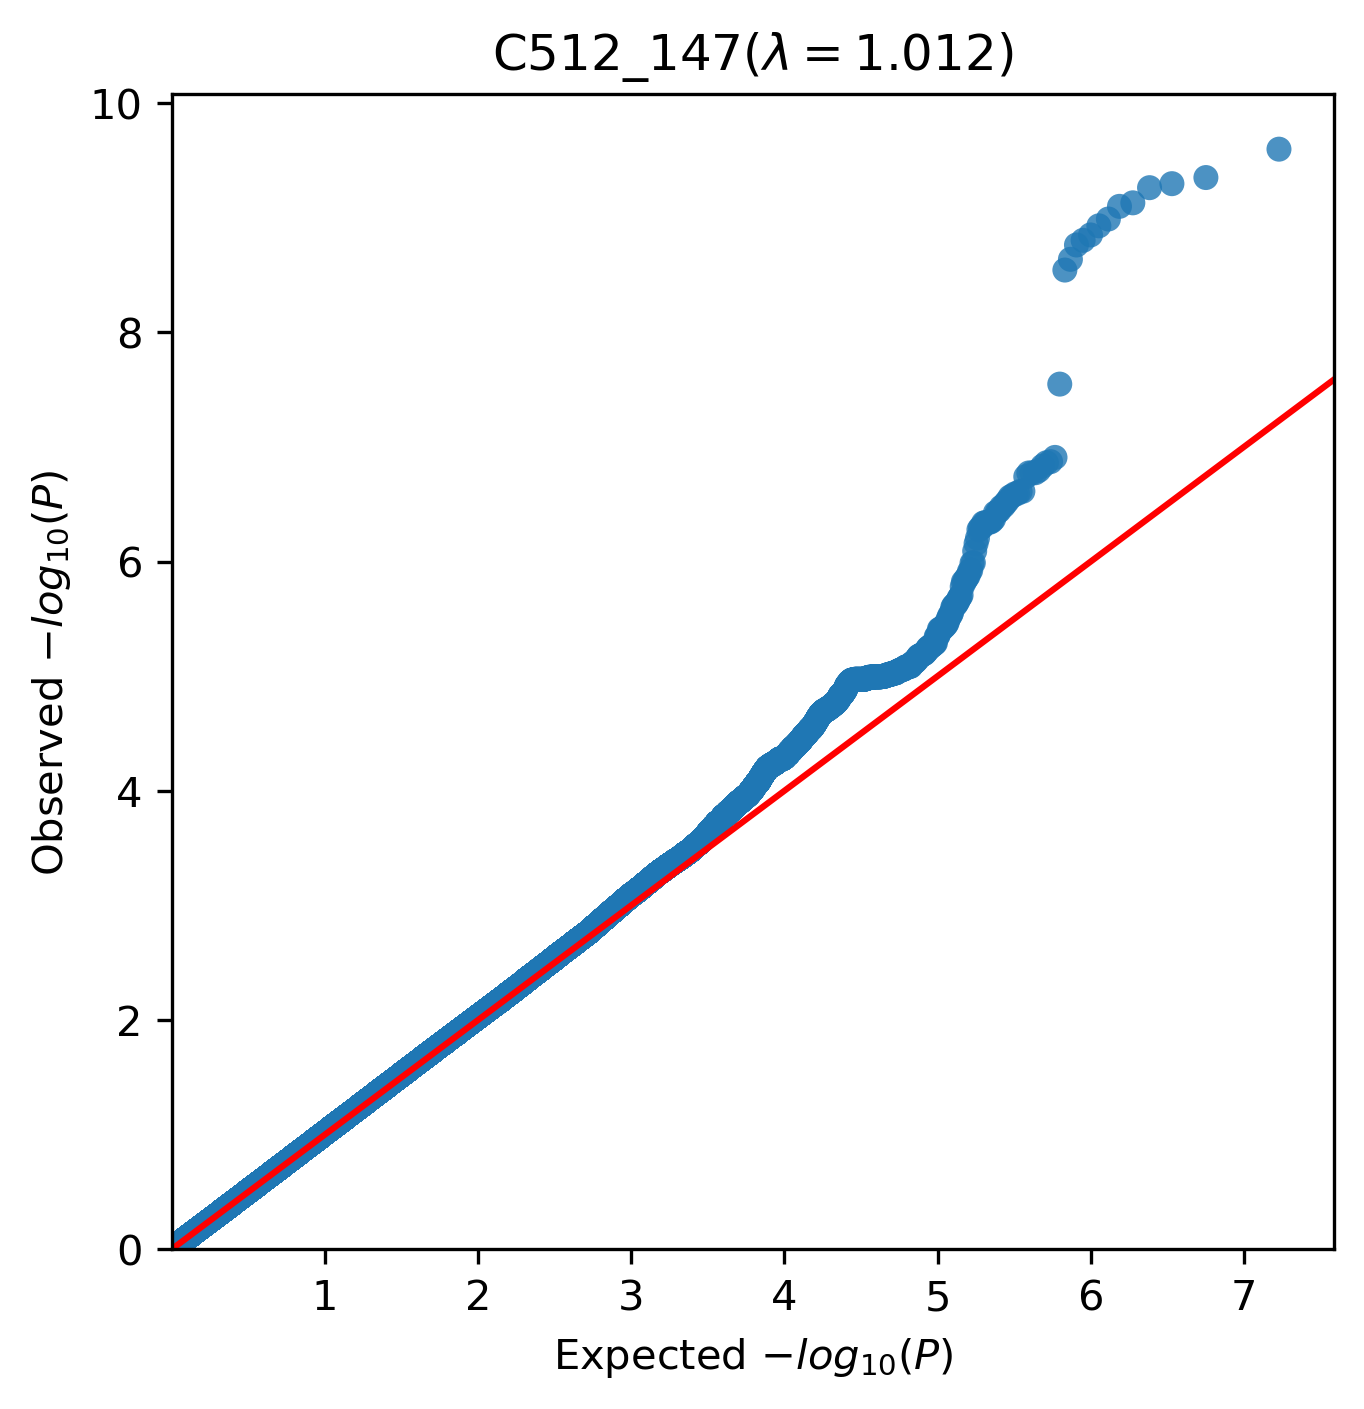 C512_147(λ = 1.012)
10
8
6
4
2
0
Observed −log₁₀(P)
1 2 3 4 5 6 7
Expected −log₁₀(P)